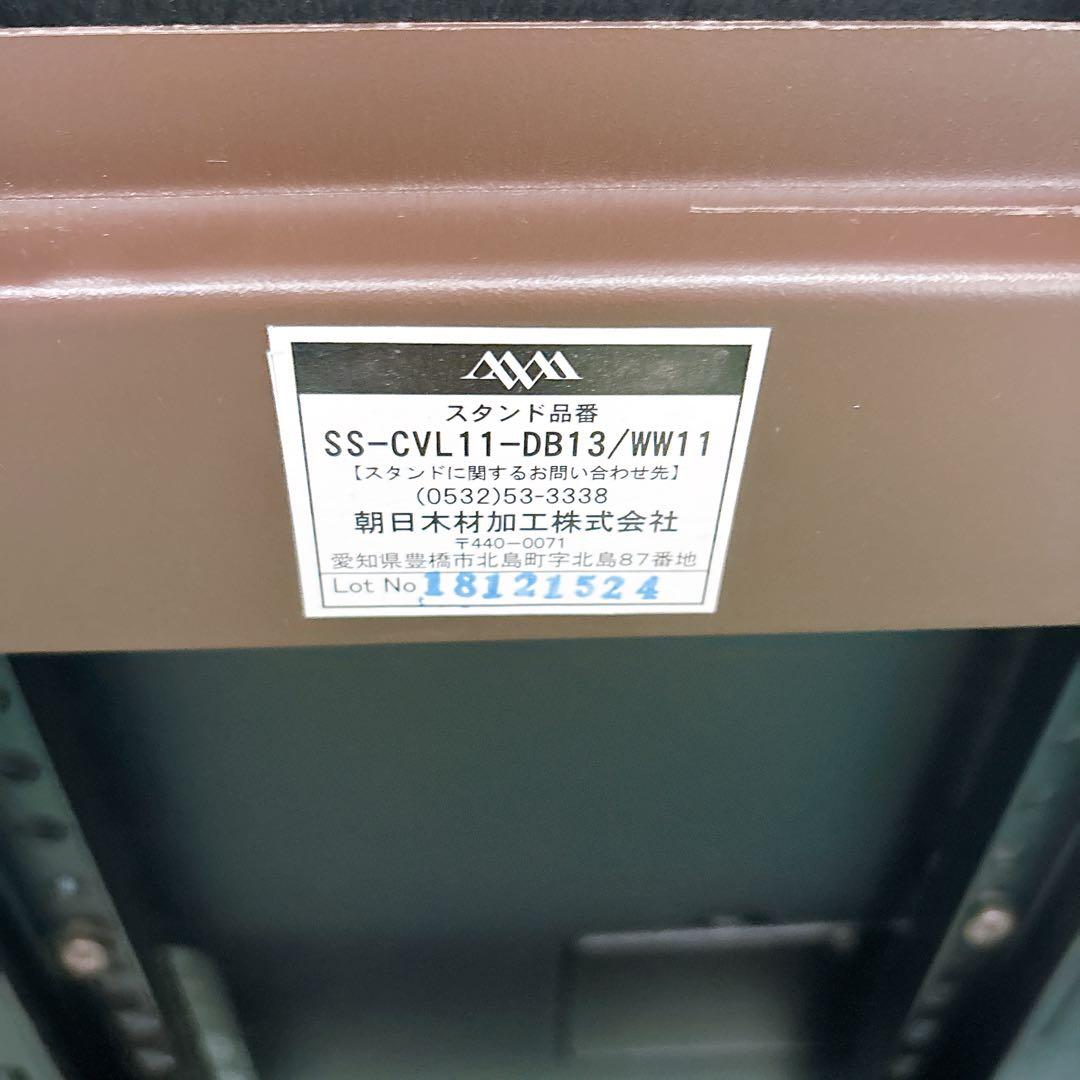 スタンド品番
SS-CVL11-DB13/WW11
【スタンドに関するお問い合わせ先】
(0532)53-3338
朝日木材加工株式会社
〒440-0071
愛知県豊橋市北島町字北島87番地
Lot No 18121524